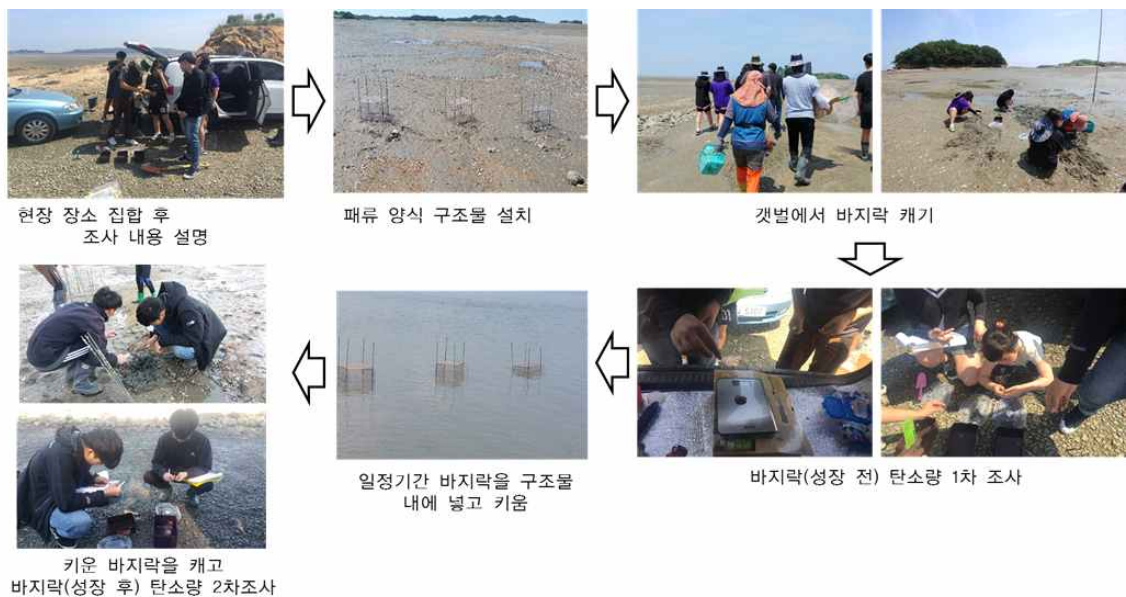 현장 장소 집합 후
조사 내용 설명
패류 양식 구조물 설치
갯벌에서 바지락 캐기
바지락(성장 전) 탄소량 1차 조사
일정기간 바지락을 구조물
내에 넣고 키움
키운 바지락을 캐고
바지락(성장 후) 탄소량 2차조사